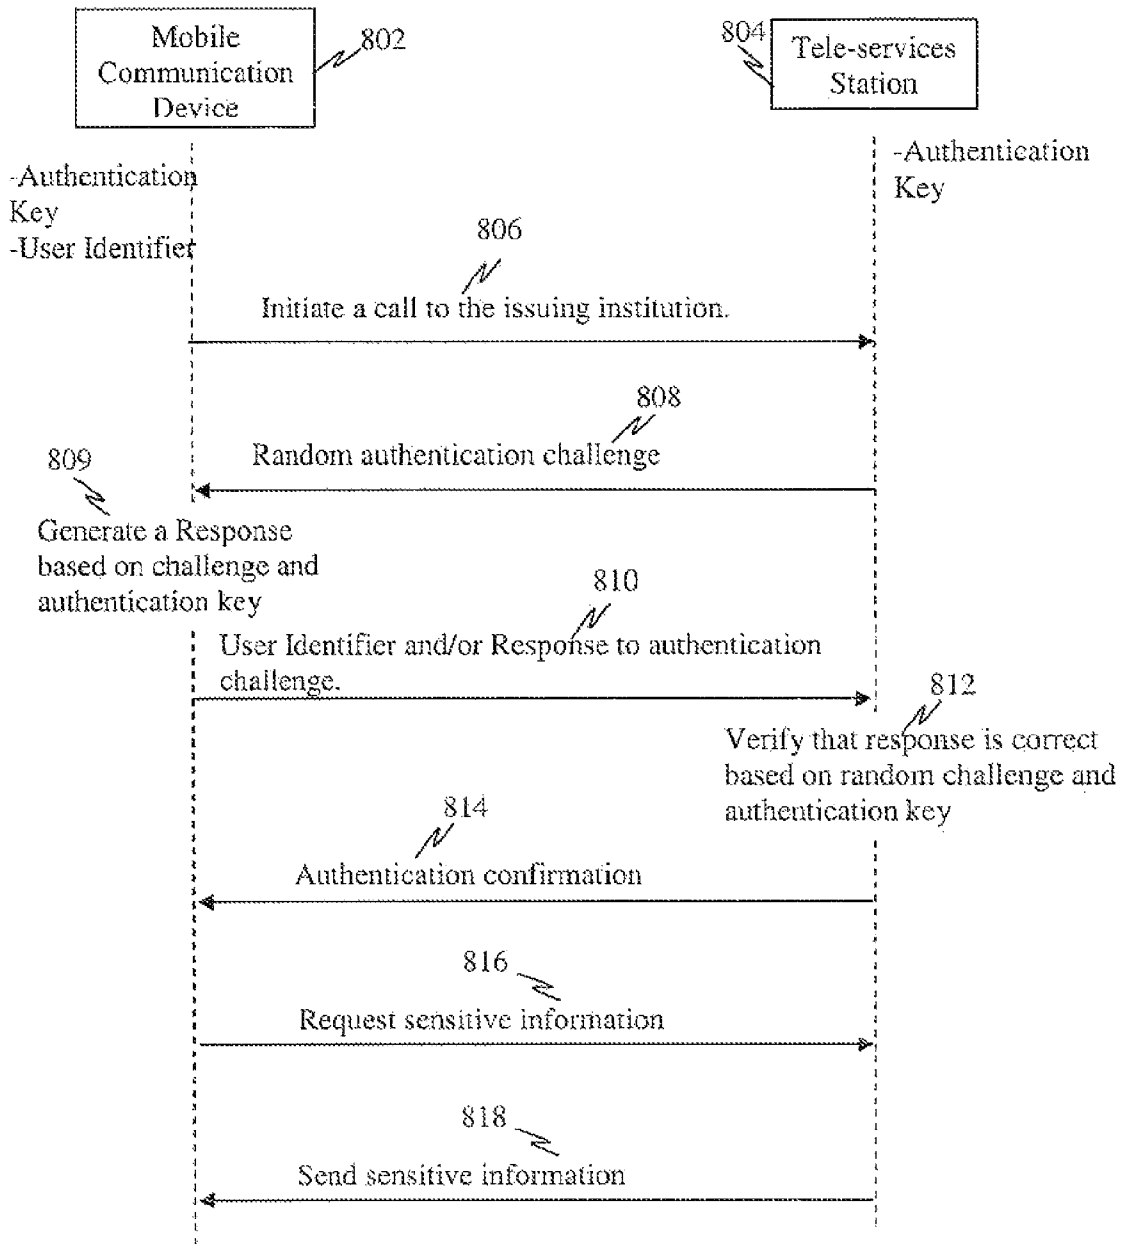 Mobile
Communication
Device
802
804
Tele-services
Station
-Authentication
Key
-User Identifier
-Authentication
Key
806
Initiate a call to the issuing institution.
808
Random authentication challenge
809
Generate a Response
based on challenge and
authentication key
810
User Identifier and/or Response to authentication
challenge.
812
Verify that response is correct
based on random challenge and
authentication key
814
Authentication confirmation
816
Request sensitive information
818
Send sensitive information